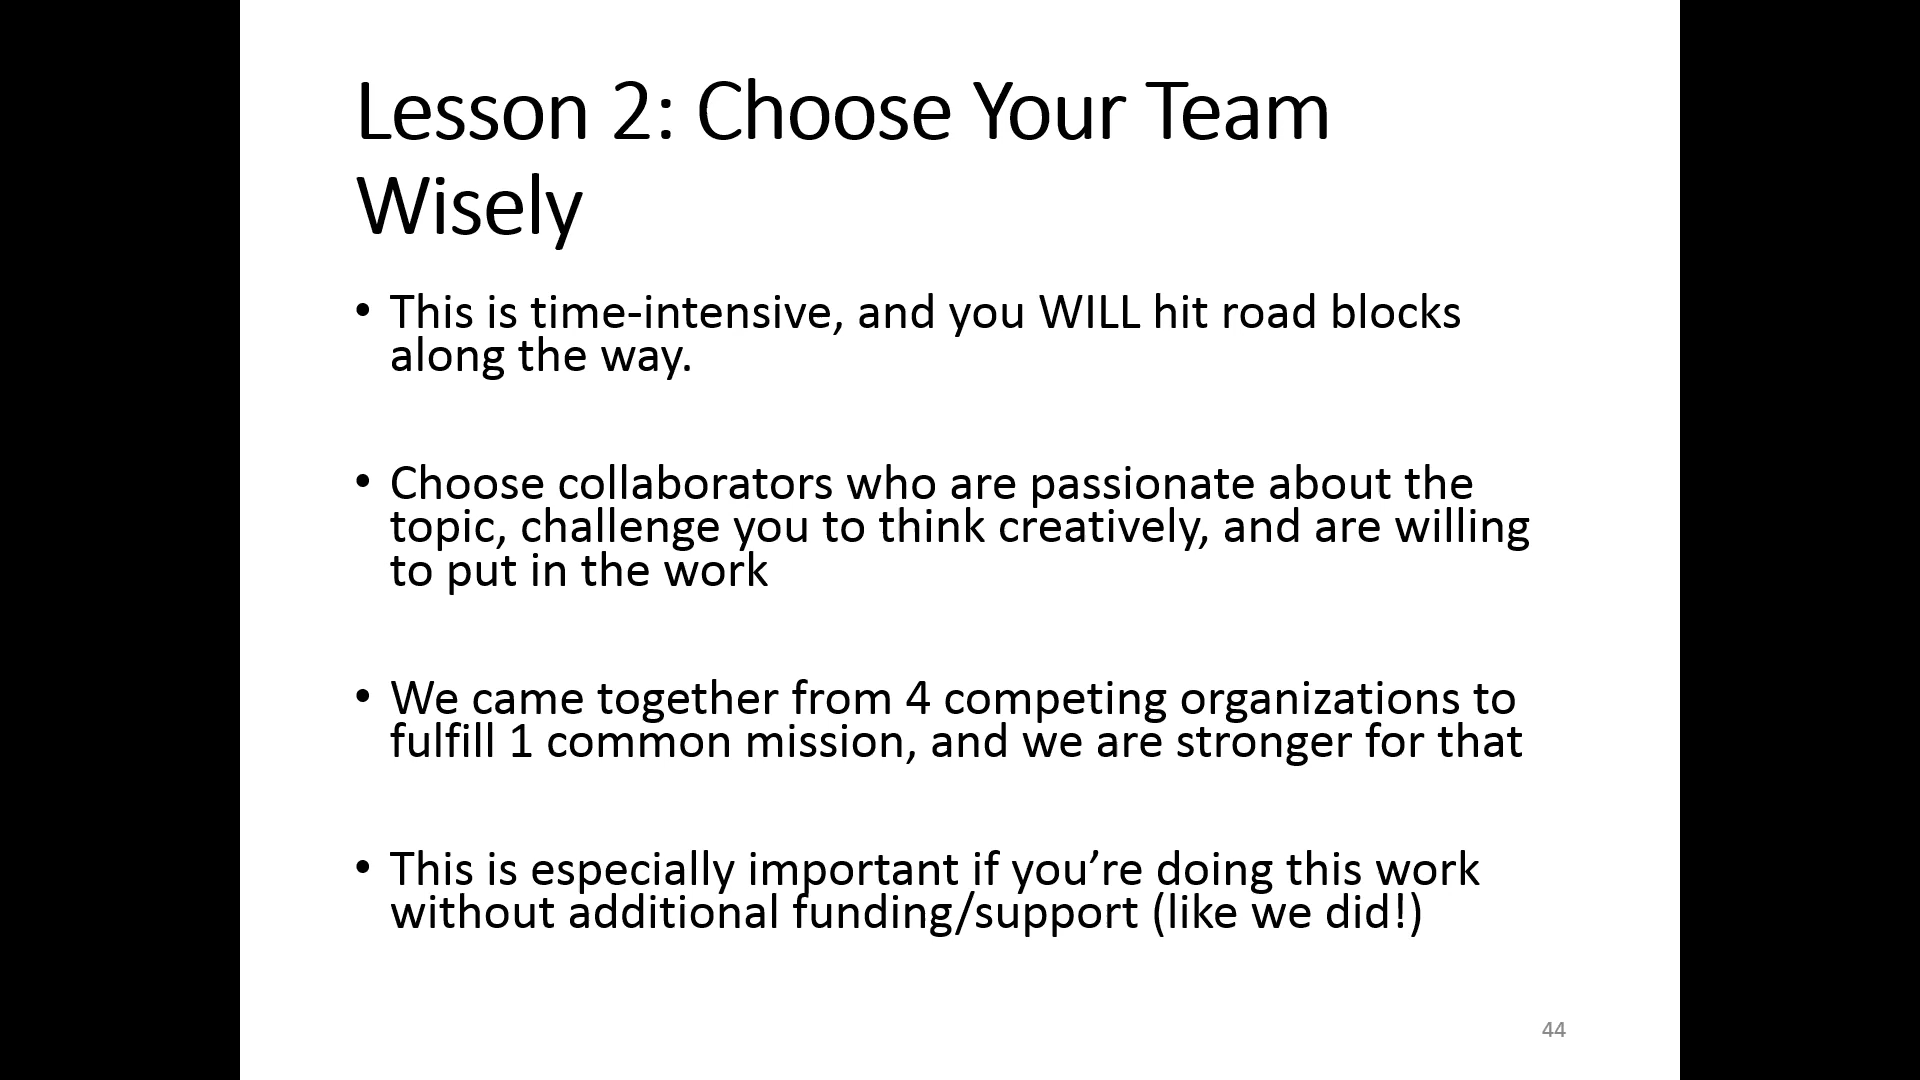 Lesson 2: Choose Your Team
Wisely
• This is time-intensive, and you WILL hit road blocks
along the way.
• Choose collaborators who are passionate about the
topic, challenge you to think creatively, and are willing
to put in the work
• We came together from 4 competing organizations to
fulfill 1 common mission, and we are stronger for that
• This is especially important if you’re doing this work
without additional funding/support (like we did!)
44